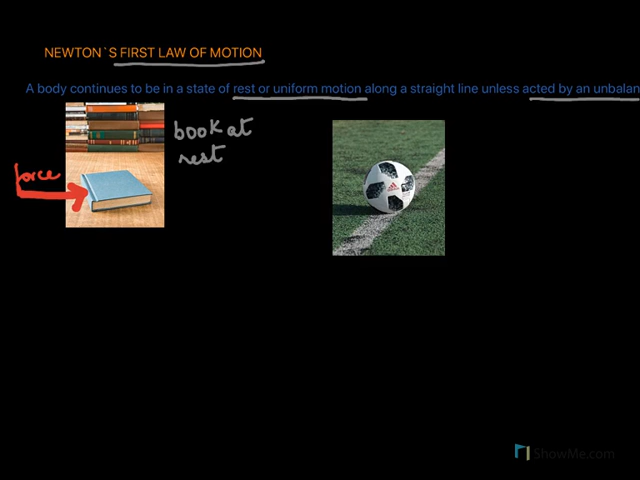 NEWTON`S FIRST LAW OF MOTION
A body continues to be in a state of rest or uniform motion along a straight line unless acted by an unbalan
book at
rest
force
adidas
ShowMe.com